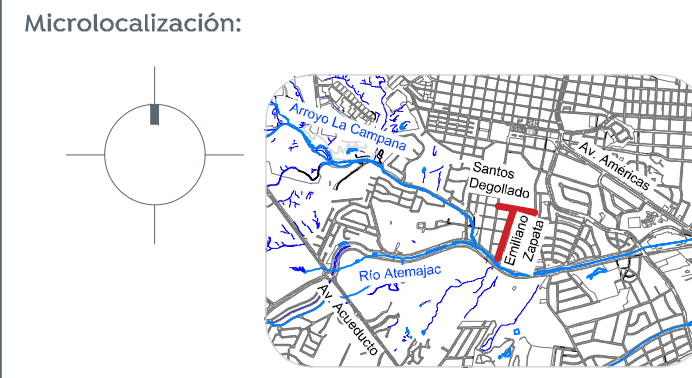 Microlocalización:
Arroyo La Campana
Av. Américas
Santos
Degollado
Emiliano
Zapata
Río Atemajac
Av. Acueducto